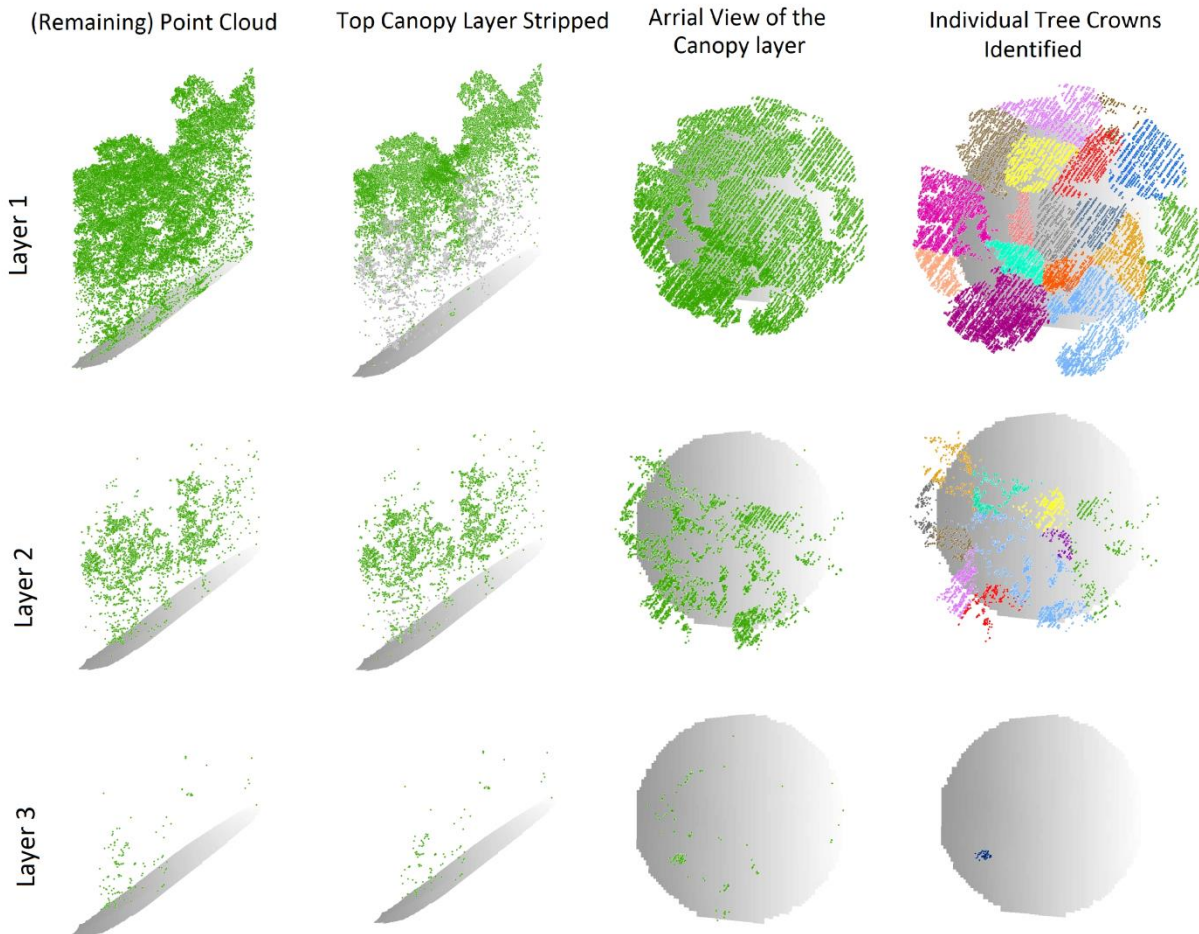 (Remaining) Point Cloud
Top Canopy Layer Stripped
Arrial View of the
Canopy layer
Individual Tree Crowns
Identified
Layer 1
Layer 2
Layer 3